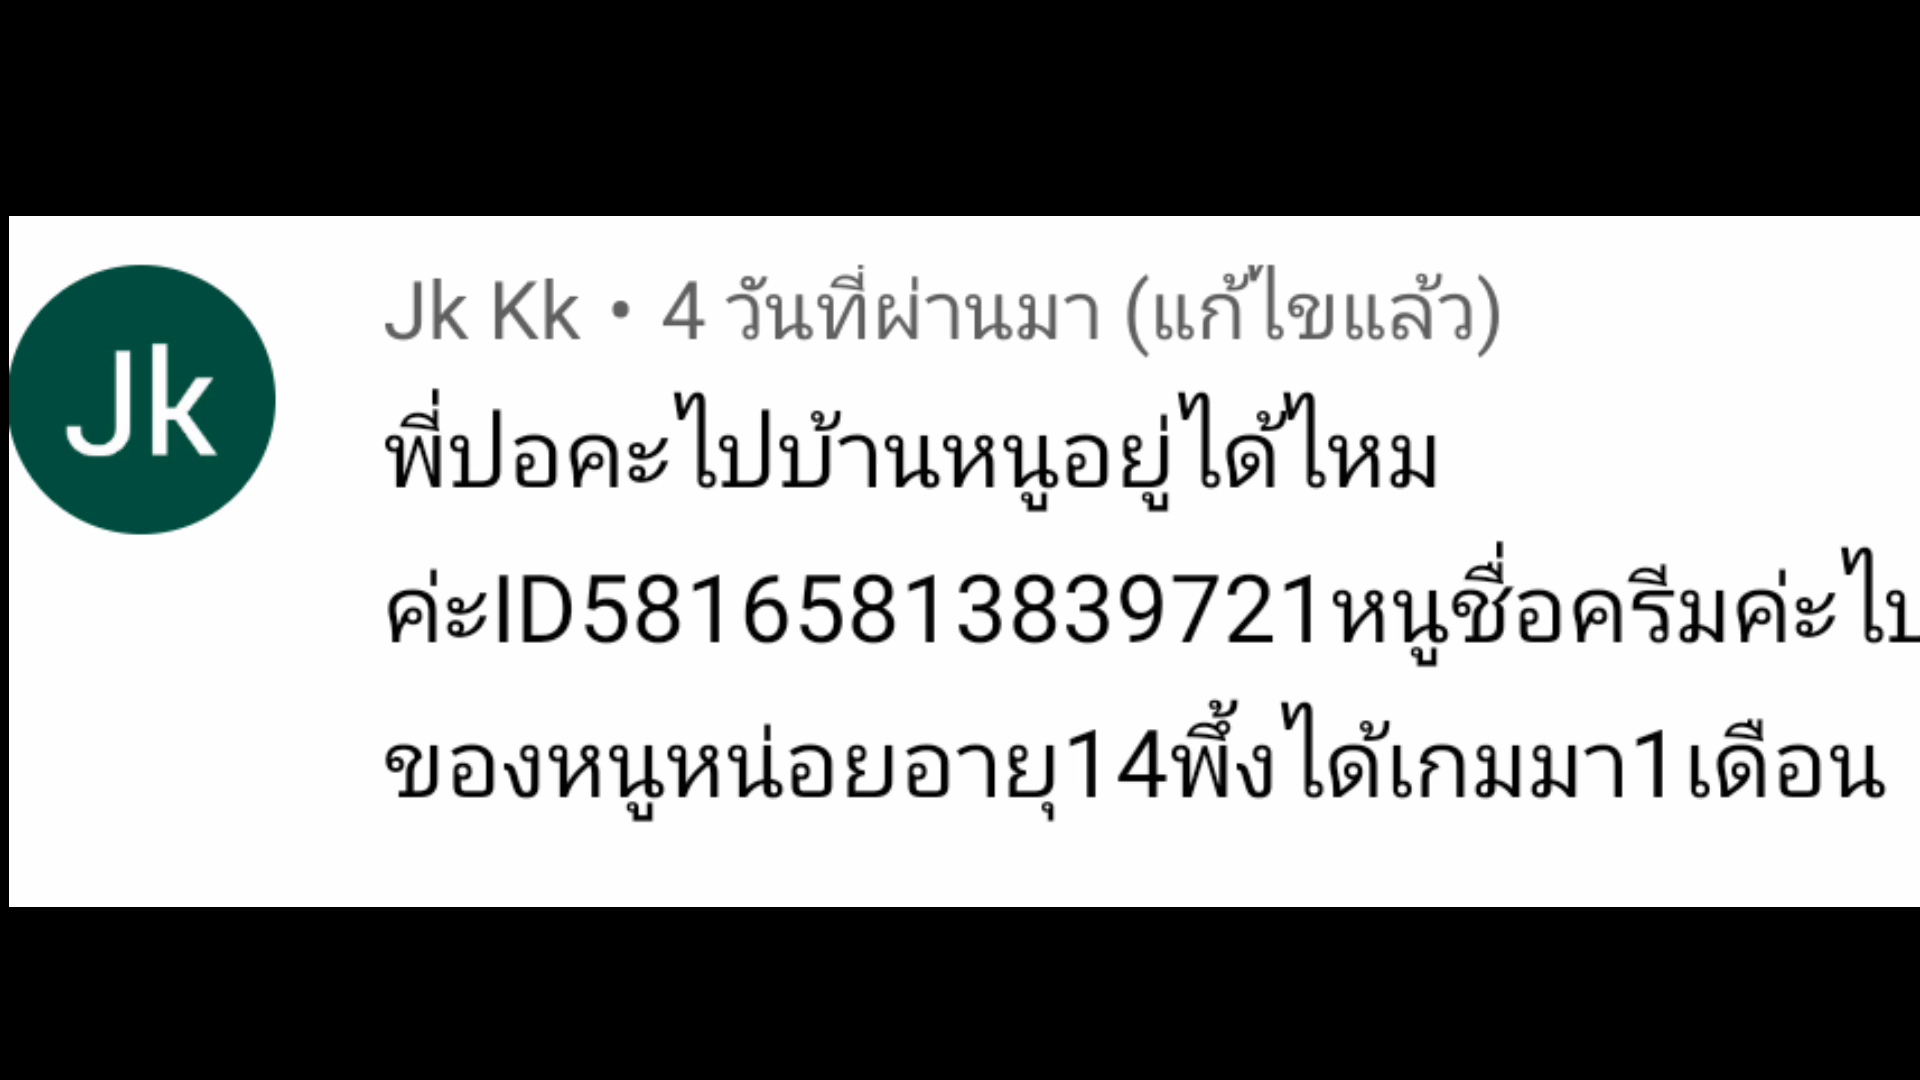 Jk
Jk Kk • 4 วันที่ผ่านมา (แก้ไขแล้ว)
พี่ปอคะไปบ้านหนูอยู่ได้ไหม
ค่ะID58165813839721หนูชื่อครีมค่ะไป
ของหนูหน่อยอายุ14พึ้งได้เกมมา1เดือน